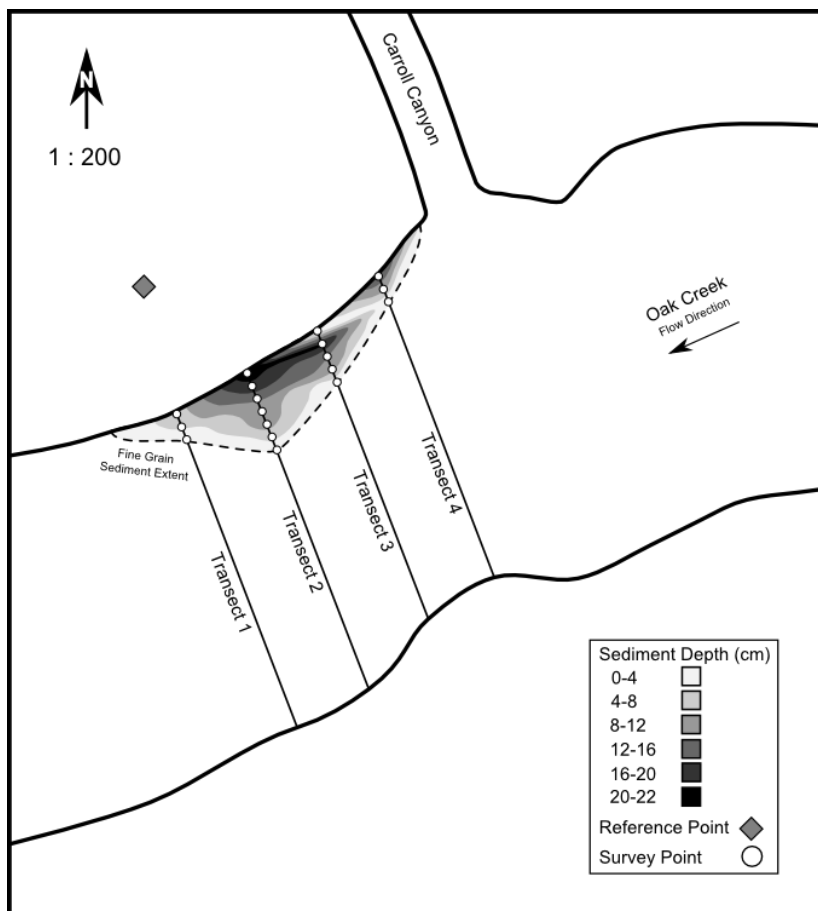 N
1 : 200
Carroll Canyon
Oak Creek
Flow Direction
Fine Grain
Sediment Extent
Transect 1
Transect 2
Transect 3
Transect 4
Sediment Depth (cm)
0-4
4-8
8-12
12-16
16-20
20-22
Reference Point
Survey Point